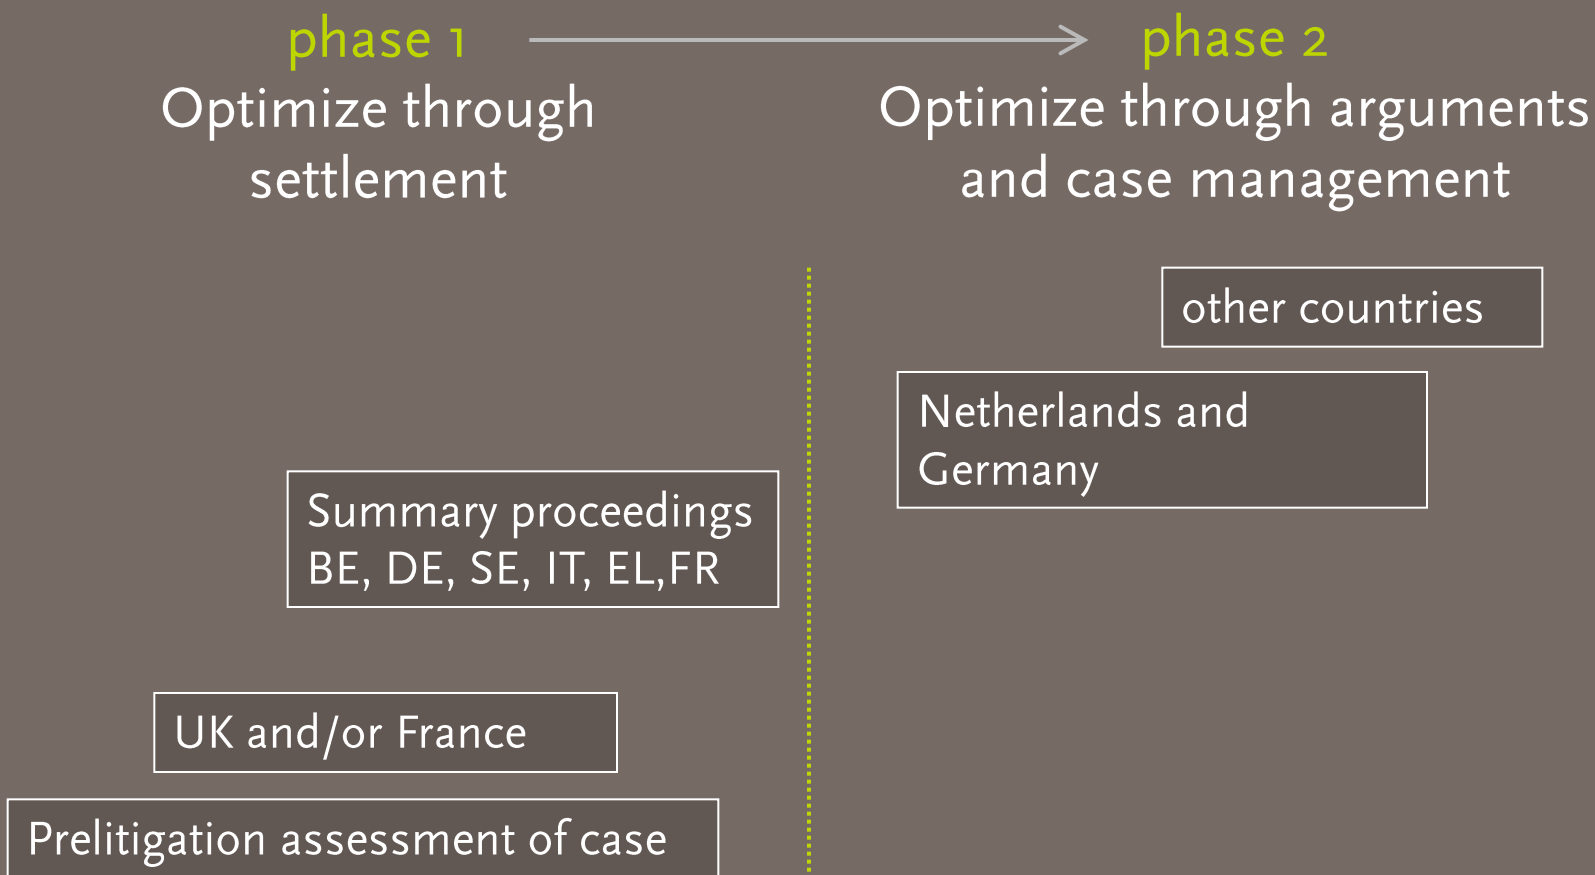 phase 1
Optimize through
settlement
phase 2
Optimize through arguments
and case management
other countries
Netherlands and
Germany
Summary proceedings
BE, DE, SE, IT, EL,FR
UK and/or France
Prelitigation assessment of case